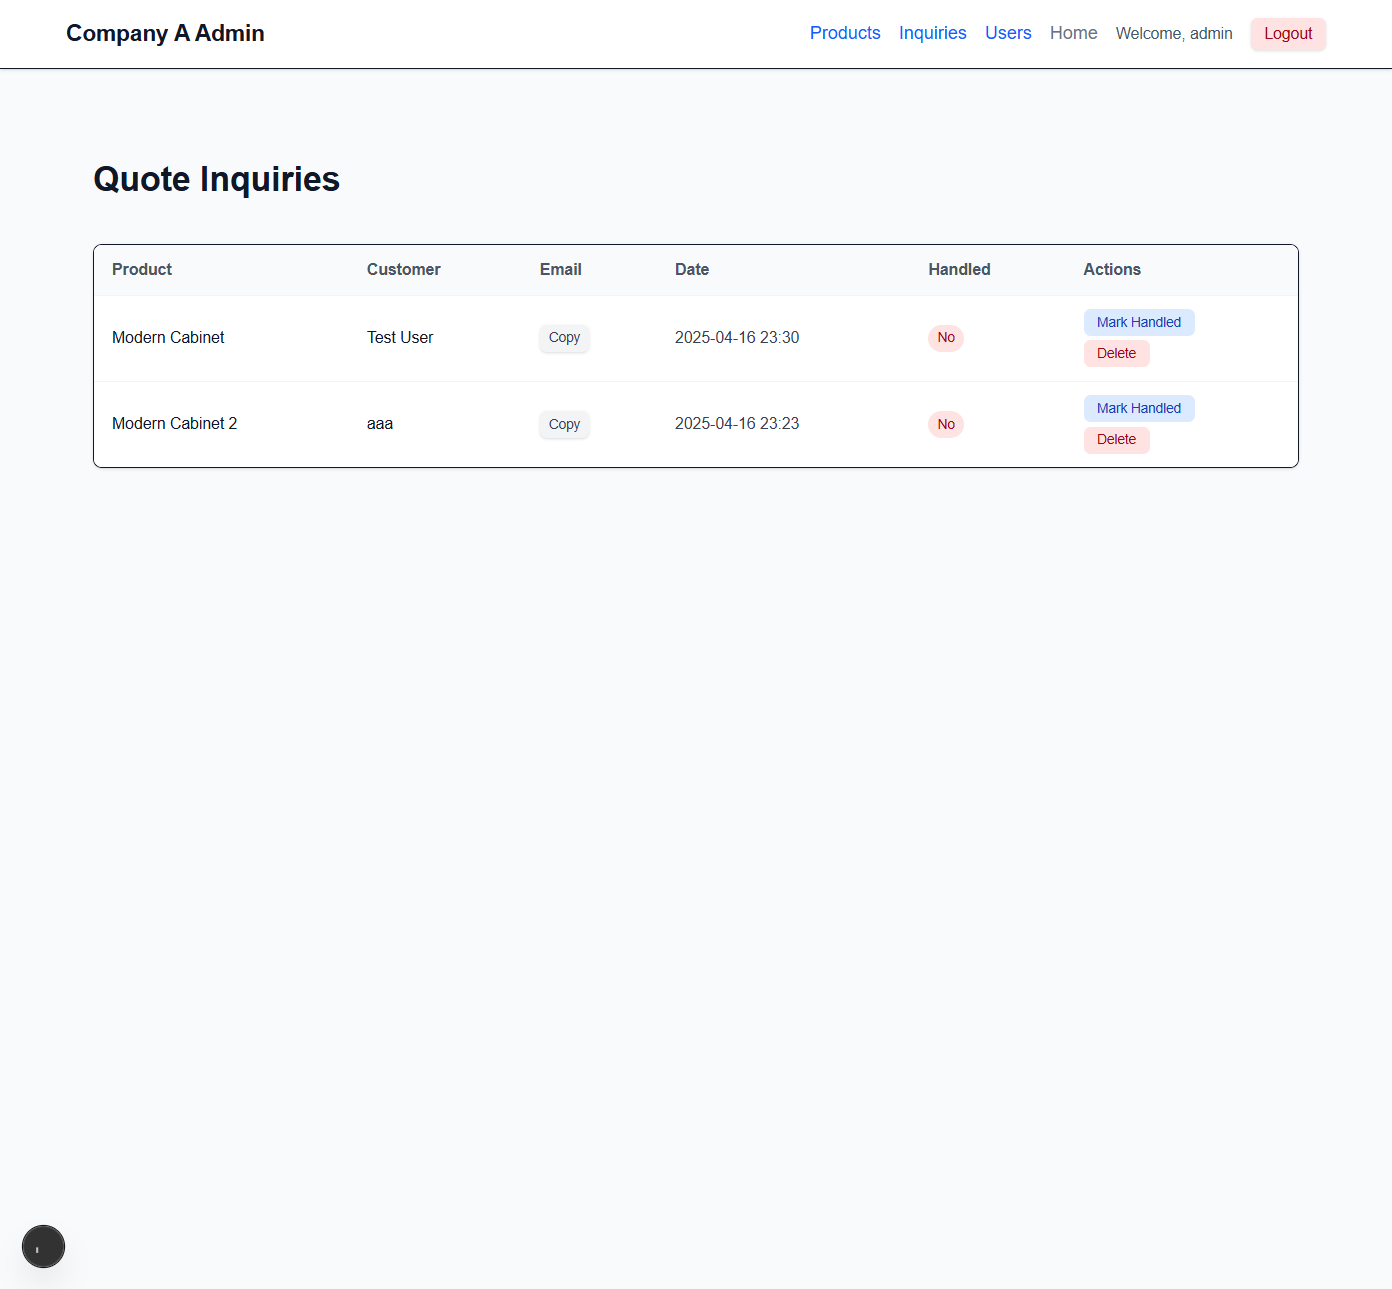 Company A Admin Products Inquiries Users Home Welcome, admin Logout
Quote Inquiries
Product Customer Email Date Handled Actions
Modern Cabinet Test User Copy 2025-04-16 23:30 No Mark Handled
Delete
Modern Cabinet 2 aaa Copy 2025-04-16 23:23 No Mark Handled
Delete